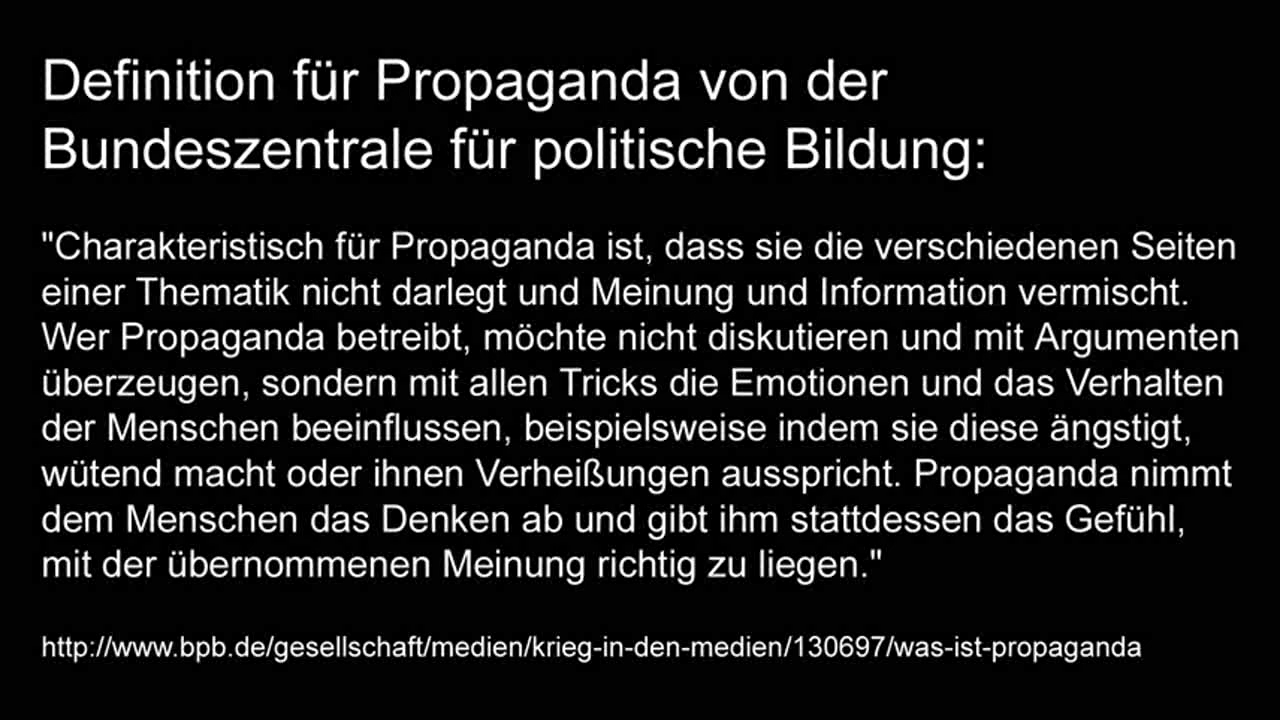 Definition für Propaganda von der
Bundeszentrale für politische Bildung:
"Charakteristisch für Propaganda ist, dass sie die verschiedenen Seiten
einer Thematik nicht darlegt und Meinung und Information vermischt.
Wer Propaganda betreibt, möchte nicht diskutieren und mit Argumenten
überzeugen, sondern mit allen Tricks die Emotionen und das Verhalten
der Menschen beeinflussen, beispielsweise indem sie diese ängstigt,
wütend macht oder ihnen Verheißungen ausspricht. Propaganda nimmt
dem Menschen das Denken ab und gibt ihm stattdessen das Gefühl,
mit der übernommenen Meinung richtig zu liegen."
http://www.bpb.de/gesellschaft/medien/krieg-in-den-medien/130697/was-ist-propaganda